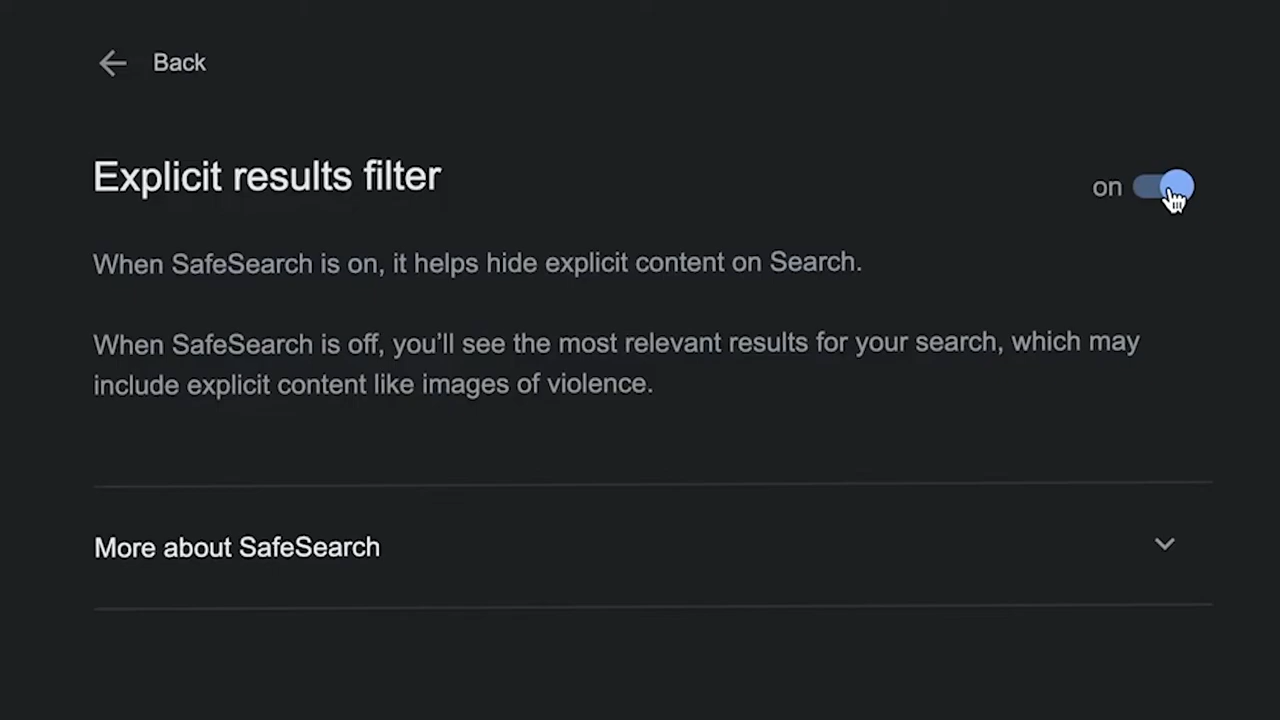 Back
Explicit results filter
on
When SafeSearch is on, it helps hide explicit content on Search.
When SafeSearch is off, you’ll see the most relevant results for your search, which may
include explicit content like images of violence.
More about SafeSearch